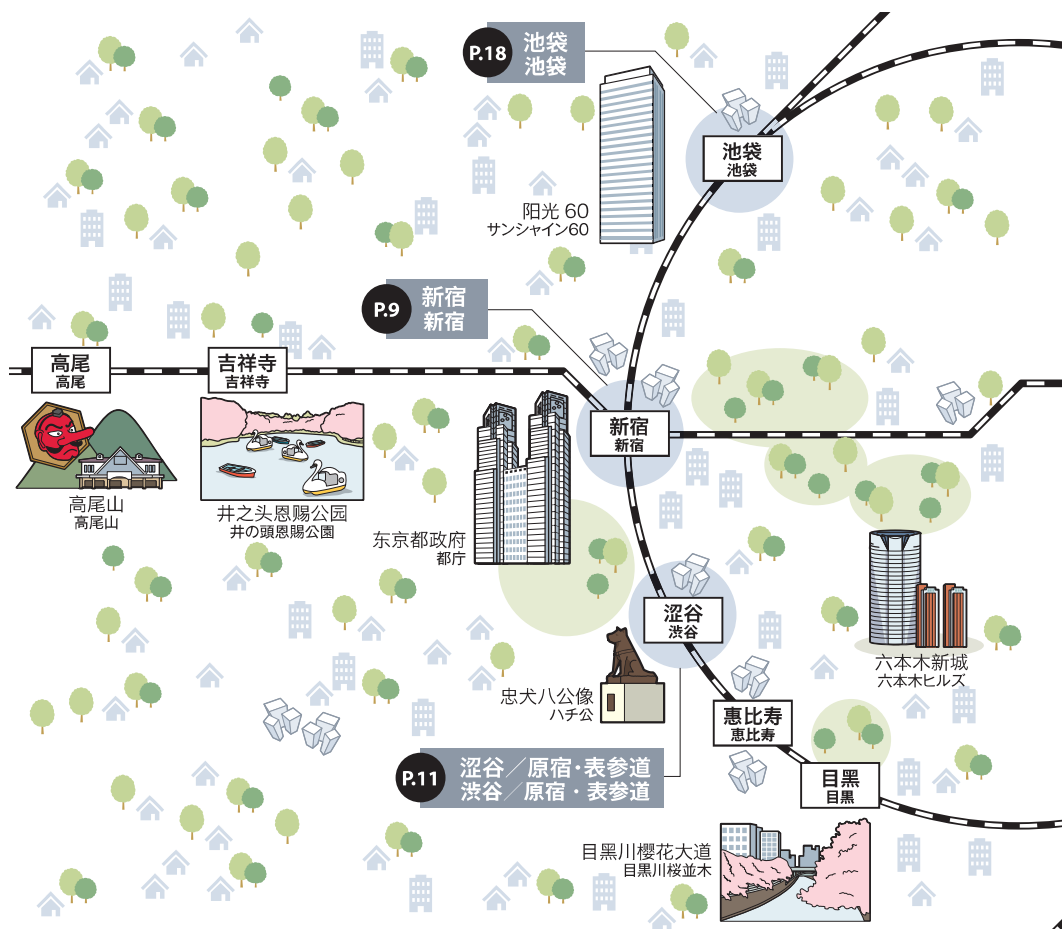 P.18
池袋
池袋
池袋
池袋
阳光 60
サンシャイン60
P.9
新宿
新宿
高尾
高尾
吉祥寺
吉祥寺
新宿
新宿
高尾山
高尾山
井之头恩赐公园
井の頭恩賜公園
东京都政府
都庁
涩谷
渋谷
六本木新城
六本木ヒルズ
忠犬八公像
ハチ公
惠比寿
恵比寿
P.11
涩谷／原宿・表参道
渋谷／原宿・表参道
目黑
目黒
目黑川樱花大道
目黒川桜並木